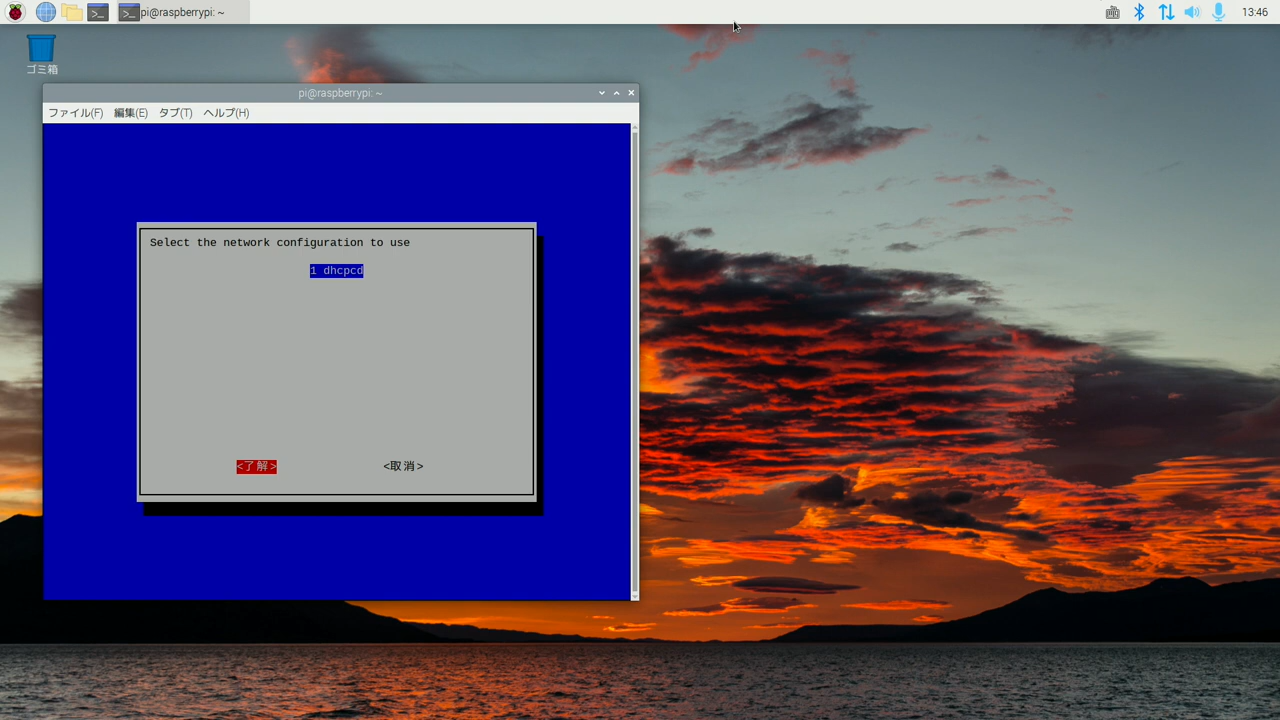 pi@raspberrypi: ~
13:46
ゴミ箱
pi@raspberrypi: ~
ファイル(F) 編集(E) タブ(T) ヘルプ(H)
Select the network configuration to use
1 dhcpcd
<了解> <取消>